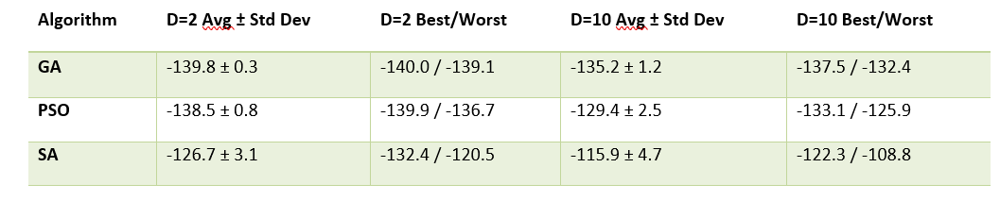 Algorithm D=2 Avg ± Std Dev D=2 Best/Worst D=10 Avg ± Std Dev D=10 Best/Worst
GA -139.8 ± 0.3 -140.0 / -139.1 -135.2 ± 1.2 -137.5 / -132.4
PSO -138.5 ± 0.8 -139.9 / -136.7 -129.4 ± 2.5 -133.1 / -125.9
SA -126.7 ± 3.1 -132.4 / -120.5 -115.9 ± 4.7 -122.3 / -108.8